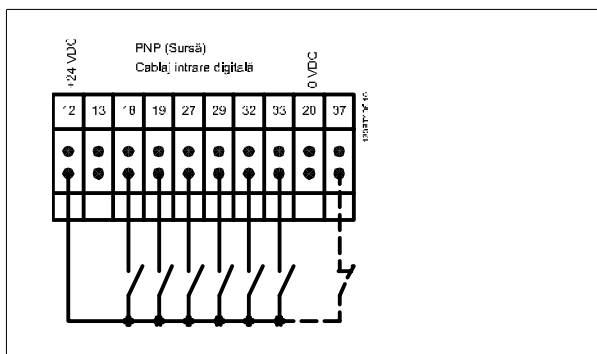 PNP (Sursă)
Cablaj intrare digitală
+24 VDC
0 VDC
12 13 18 19 27 29 32 33 20 37